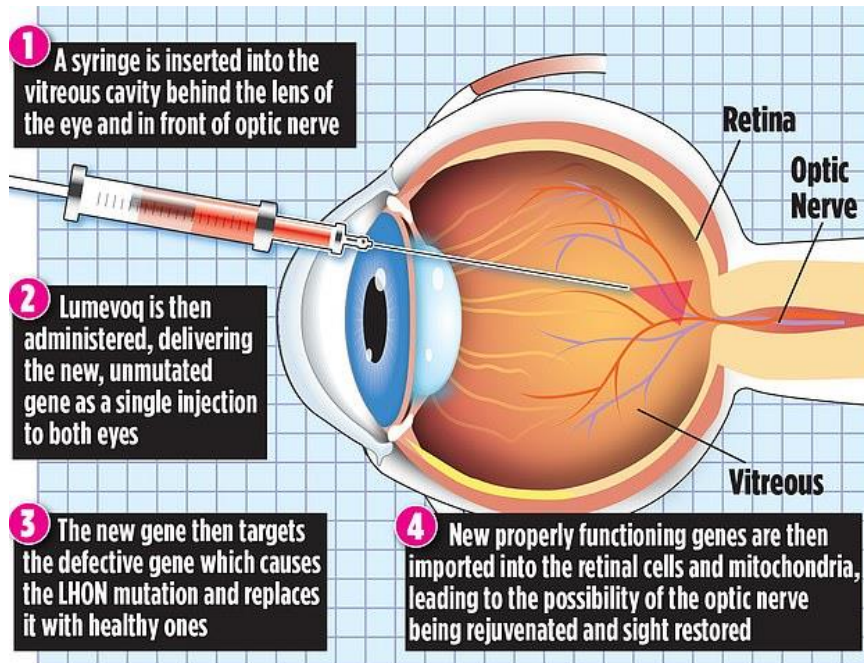 1
A syringe is inserted into the
vitreous cavity behind the lens of
the eye and in front of optic nerve
Retina
Optic
Nerve
2
Lumevoq is then
administered, delivering
the new, unmutated
gene as a single injection
to both eyes
Vitreous
3
The new gene then targets
the defective gene which causes
the LHON mutation and replaces
it with healthy ones
4
New properly functioning genes are then
imported into the retinal cells and mitochondria,
leading to the possibility of the optic nerve
being rejuvenated and sight restored